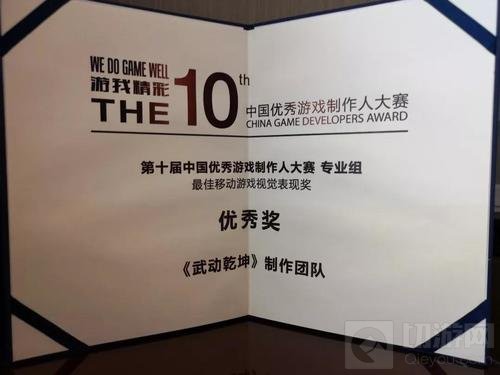 WE DO GAME WELL
游我精彩
THE 10th
中国优秀游戏制作人大赛
CHINA GAME DEVELOPERS AWARD
第十届中国优秀游戏制作人大赛 专业组
最佳移动游戏视觉表现奖
优秀奖
《武动乾坤》制作团队
切游网
Qieyou.com